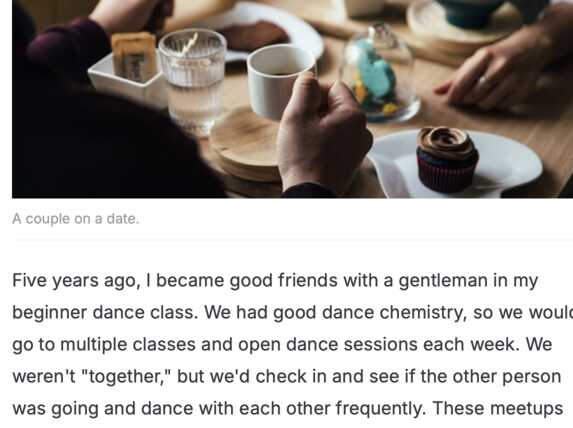 A couple on a date.
Five years ago, I became good friends with a gentleman in my
beginner dance class. We had good dance chemistry, so we would
go to multiple classes and open dance sessions each week. We
weren't "together," but we'd check in and see if the other person
was going and dance with each other frequently. These meetups